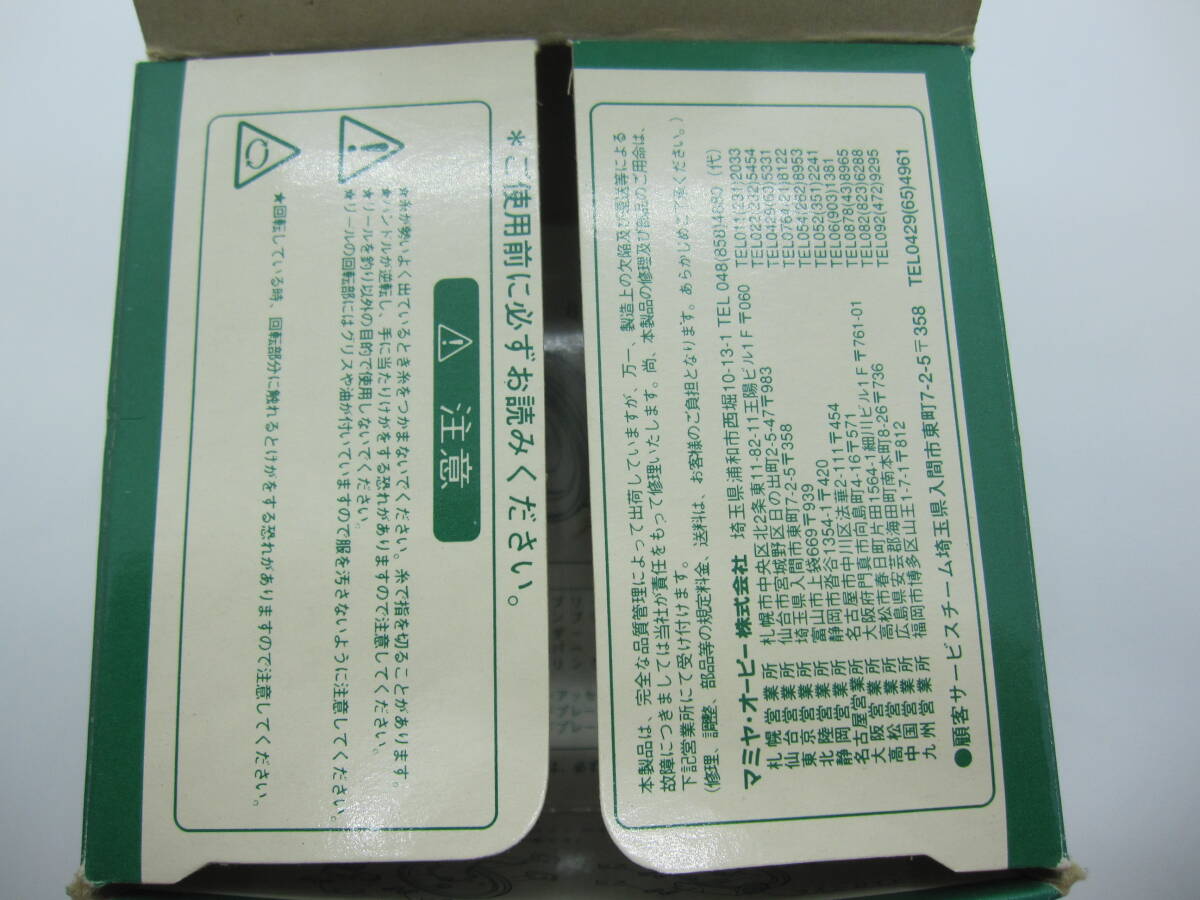 *ご使用前に必ずお読みください。
注意
★糸が勢いよく出ているとき糸をつかまないでください。糸で指を切ることがあります。
★ハンドルが逆転し、手に当たりけがをする恐れがありますので注意してください。
★リールを釣り以外の目的で使用しないでください。
★リールの回転部にはグリスや油が付いていますので服を汚さないように注意してください。
★回転している時、回転部分に触れるとけがをする恐れがありますので注意してください。
本製品は、完全な品質管理によって出荷していますが、万一、製造上の欠陥及び運送等による
故障につきましては当社が責任をもって修理いたします。尚、本製品の修理及び部品のご用命は、
下記営業所にて受け付けます。
(修理、調整、部品等の規定料金、送料は、お客様のご負担となります。あらかじめご了承ください。)
マミヤ・オーピー株式会社 埼玉県浦和市西堀10-13-1 TEL 048(858)4680 (代)
札幌営業所 札幌市中央区北2条東11-82-11王陽ビル1F〒060 TEL011(231)2033
仙台営業所 仙台市宮城野区日の出町2-5-47〒983 TEL022(232)5454
東京営業所 埼玉県入間市東町7-2-5〒358 TEL0429(60)5331
北陸営業所 富山市上袋689〒939 TEL0764(21)8122
静岡営業所 静岡市沓谷1354-1〒420 TEL054(262)8953
名古屋営業所 名古屋市中川区法華2-111〒454 TEL052(351)2241
大阪営業所 大阪府門真市向島町4-16〒571 TEL06(903)1381
高松営業所 高松市春日町片田1564-1細川ビル1F〒761-01 TEL0878(43)8965
中国営業所 広島県安芸郡海田町南本町8-26〒736 TEL082(823)6288
九州営業所 福岡市博多区山王1-7-1〒812 TEL092(472)9295
●顧客サービスチーム埼玉県入間市東町7-2-5〒358 TEL0429(65)4961